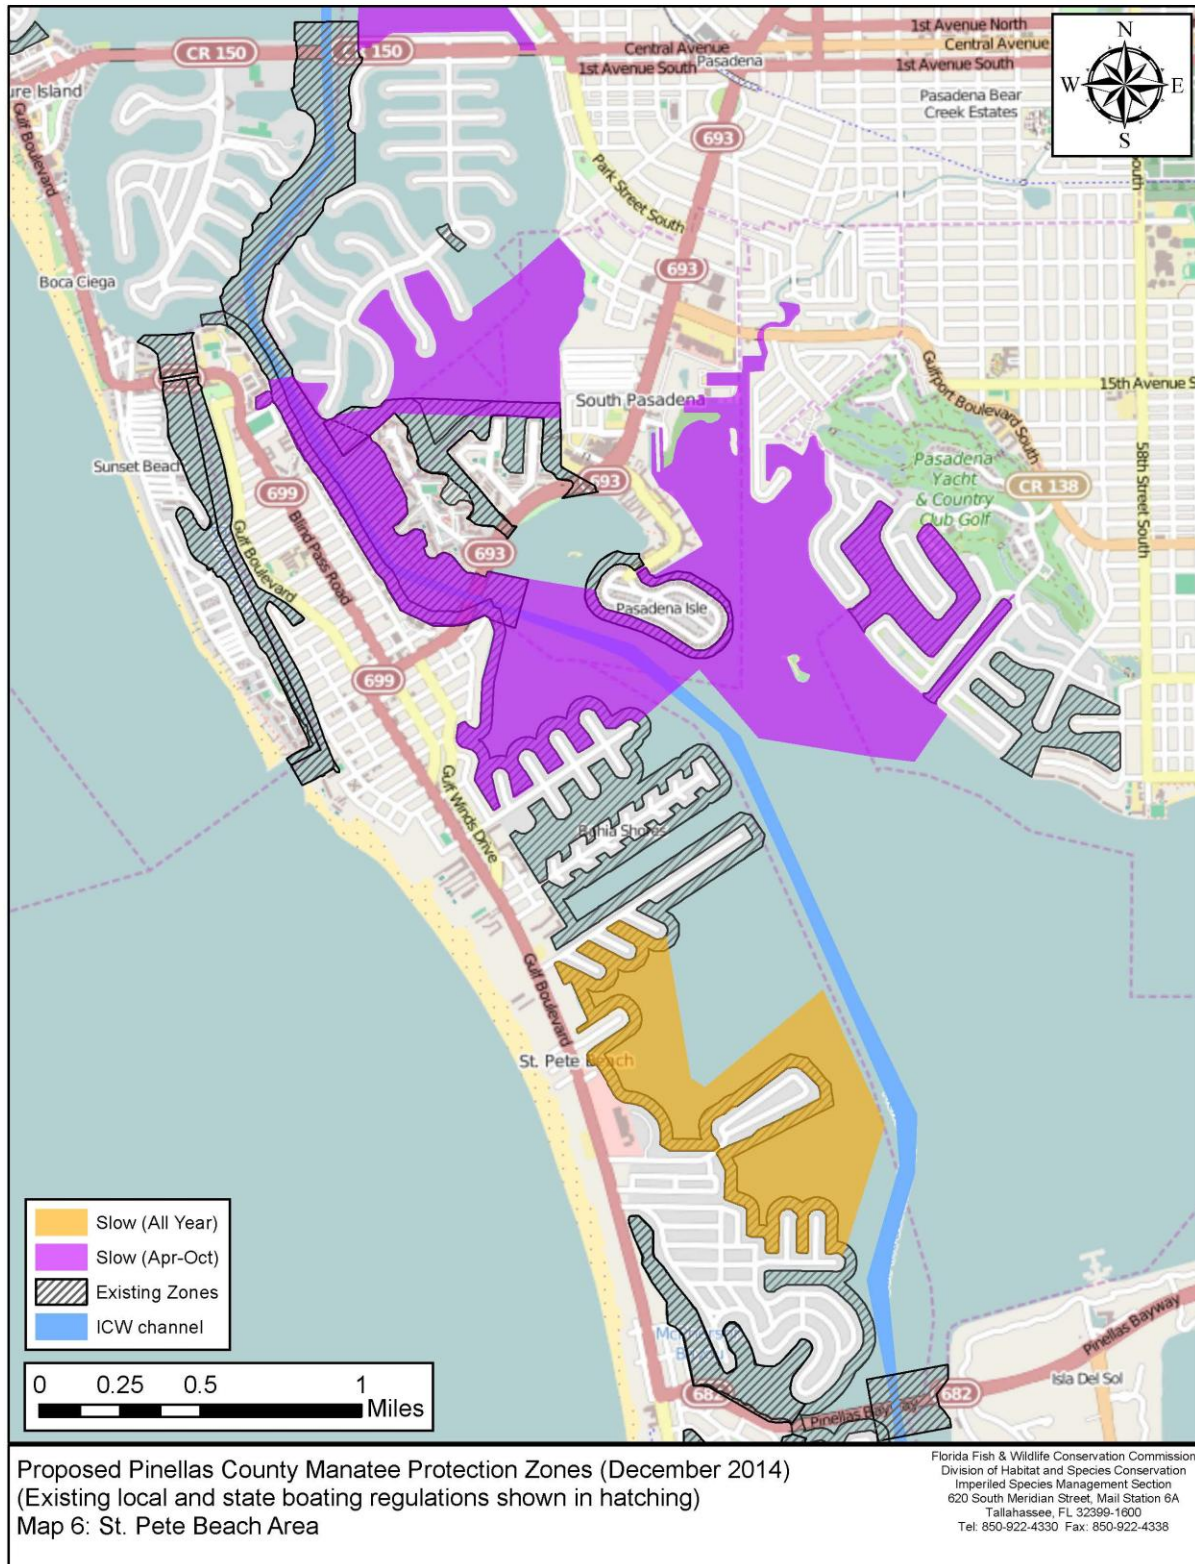 1st Avenue North
CR 150
150
Central Avenue
Central Avenue
Pasadena
1st Avenue South
1st Avenue South
N
W
E
S
ure Island
Pasadena Bear
Creek Estates
Gulf Boulevard
693
South
Park Street South
693
Boca Ciega
Gulfport Boulevard South
15th Avenue S
South Pasadena
Sunset Beach
Pasadena
Yacht
& Country
Club Golf
CR 138
58th Street South
699
693
Gulf Boulevard
Blind Pass Road
693
Pasadena Isle
699
Gulf Winds Drive
Bahia Shores
Gulf Boulevard
St. Pete Beach
Slow (All Year)
Slow (Apr-Oct)
Existing Zones
ICW channel
Pinellas Bayway
682
682
Isla Del Sol
Pinellas Bayway
0 0.25 0.5 1
Miles
Proposed Pinellas County Manatee Protection Zones (December 2014)
(Existing local and state boating regulations shown in hatching)
Map 6: St. Pete Beach Area
Florida Fish & Wildlife Conservation Commission
Division of Habitat and Species Conservation
Imperiled Species Management Section
620 South Meridian Street, Mail Station 6A
Tallahassee, FL 32399-1600
Tel: 850-922-4330 Fax: 850-922-4338